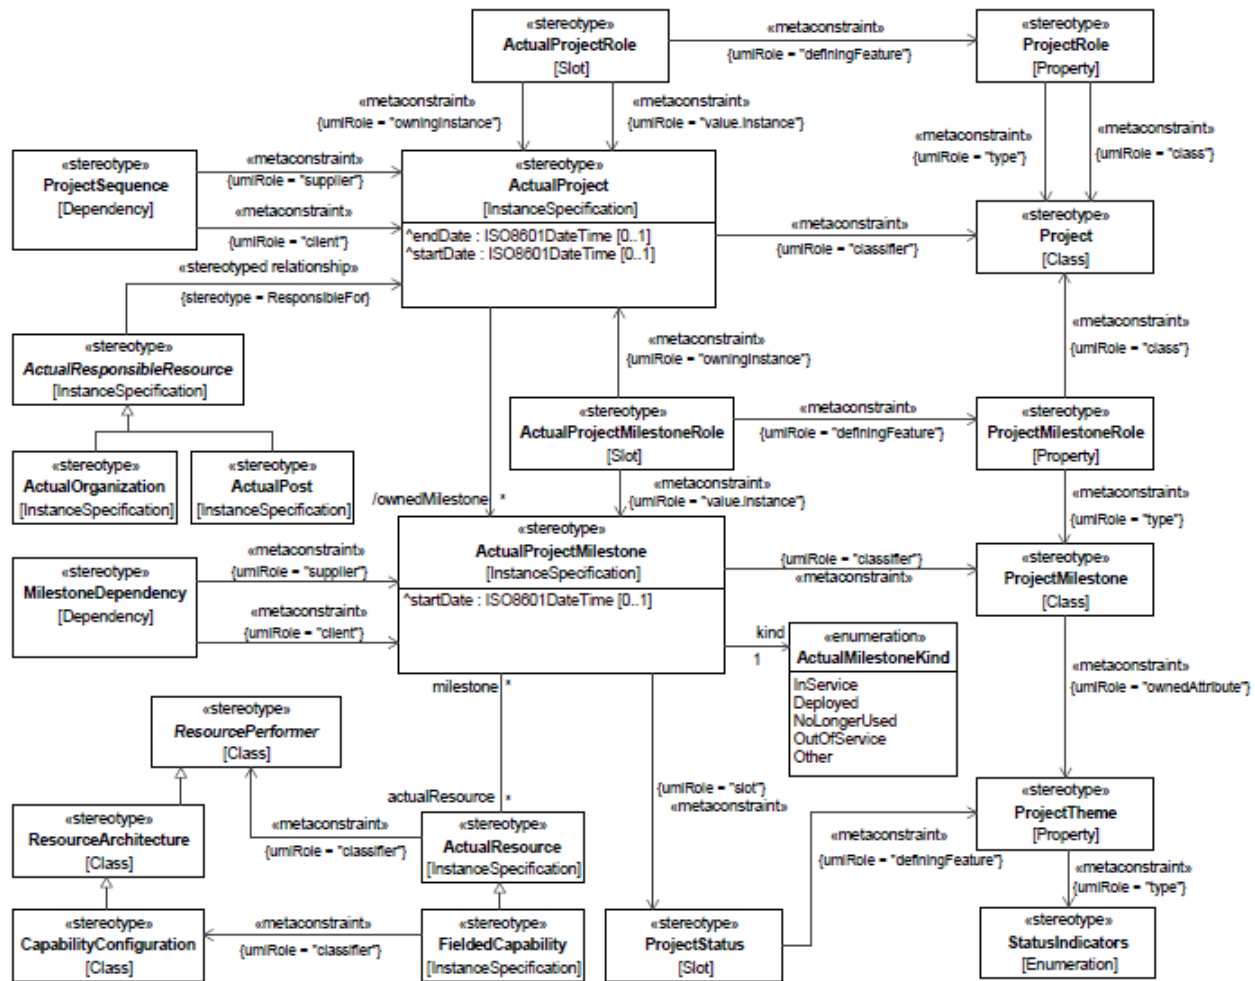 «stereotype»
ActualProjectRole
[Slot]
«metaconstraint»
{umlRole = "definingFeature"}
«stereotype»
ProjectRole
[Property]
«metaconstraint»
{umlRole = "owningInstance"}
«metaconstraint»
{umlRole = "value.instance"}
«metaconstraint»
{umlRole = "type"}
«metaconstraint»
{umlRole = "class"}
«stereotype»
ProjectSequence
[Dependency]
«metaconstraint»
{umlRole = "supplier"}
«metaconstraint»
{umlRole = "client"}
«stereotype»
ActualProject
[InstanceSpecification]
^endDate : ISO8601DateTime [0..1]
^startDate : ISO8601DateTime [0..1]
«metaconstraint»
{umlRole = "classifier"}
«stereotype»
Project
[Class]
«stereotyped relationship»
{stereotype = ResponsibleFor}
«stereotype»
ActualResponsibleResource
[InstanceSpecification]
«metaconstraint»
{umlRole = "owningInstance"}
«metaconstraint»
{umlRole = "class"}
«stereotype»
ActualProjectMilestoneRole
[Slot]
«metaconstraint»
{umlRole = "definingFeature"}
«stereotype»
ProjectMilestoneRole
[Property]
«stereotype»
ActualOrganization
[InstanceSpecification]
«stereotype»
ActualPost
[InstanceSpecification]
/ownedMilestone
*
«metaconstraint»
{umlRole = "value.instance"}
«metaconstraint»
{umlRole = "type"}
«stereotype»
MilestoneDependency
[Dependency]
«metaconstraint»
{umlRole = "supplier"}
«metaconstraint»
{umlRole = "client"}
«stereotype»
ActualProjectMilestone
[InstanceSpecification]
^startDate : ISO8601DateTime [0..1]
{umlRole = "classifier"}
«metaconstraint»
«stereotype»
ProjectMilestone
[Class]
kind
1
«enumeration»
ActualMilestoneKind
InService
Deployed
NoLongerUsed
OutOfService
Other
«metaconstraint»
{umlRole = "ownedAttribute"}
milestone
*
«stereotype»
ResourcePerformer
[Class]
actualResource
*
{umlRole = "slot"}
«metaconstraint»
«stereotype»
ResourceArchitecture
[Class]
«metaconstraint»
{umlRole = "classifier"}
«stereotype»
ActualResource
[InstanceSpecification]
«metaconstraint»
{umlRole = "definingFeature"}
«stereotype»
ProjectTheme
[Property]
«metaconstraint»
{umlRole = "type"}
«stereotype»
CapabilityConfiguration
[Class]
«metaconstraint»
{umlRole = "classifier"}
«stereotype»
FieldedCapability
[InstanceSpecification]
«stereotype»
ProjectStatus
[Slot]
«stereotype»
StatusIndicators
[Enumeration]